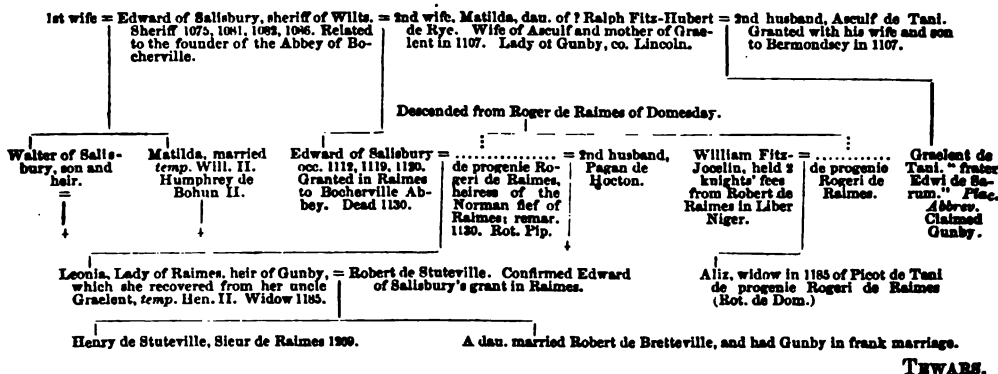 1st wife = Edward of Salisbury, sheriff of Wilts. = 2nd wife, Matilda, dau. of ? Ralph Fitz-Hubert = 2nd husband, Asculf de Tani.
Sheriff 1075, 1081, 1082, 1086. Related
to the founder of the Abbey of Bo-
cherville.
de Rye. Wife of Asculf and mother of Grae-
lent in 1107. Lady of Gunby, co. Lincoln.
Granted with his wife and son
to Bermondsey in 1107.
Descended from Roger de Raimes of Domesday.
Walter of Salis-
bury, son and
heir.
=
Matilda, married
temp. Will. II.
Humphrey de
Bohun II.
Edward of Salisbury =
occ. 1112, 1119, 1120.
Granted in Raimes
to Bocherville Ab-
bey. Dead 1130.
..................
de progenie Ro-
geri de Raimes,
heiress of the
Norman fief of
Raimes; remar.
1130. Rot. Pip.
= 2nd husband,
Pagan de
Hocton.
William Fitz- =
Jocelin, held 2
knights' fees
from Robert de
Raimes in Liber
Niger.
..............
de progenie
Rogeri de
Raimes.
Graelent de
Tani. "frater
Edwi de Sa-
rum." Plac.
Abbrev.
Claimed
Gunby.
Leonia, Lady of Raimes, heir of Gunby, = Robert de Stuteville. Confirmed Edward
which she recovered from her uncle
Graelent, temp. Hen. II. Widow 1185.
of Salisbury's grant in Raimes.
Aliz, widow in 1185 of Picot de Tani
de progenie Rogeri de Raimes
(Rot. de Dom.)
Henry de Stuteville, Sieur de Raimes 1209.
A dau. married Robert de Bretteville, and had Gunby in frank marriage.
TEWARS.